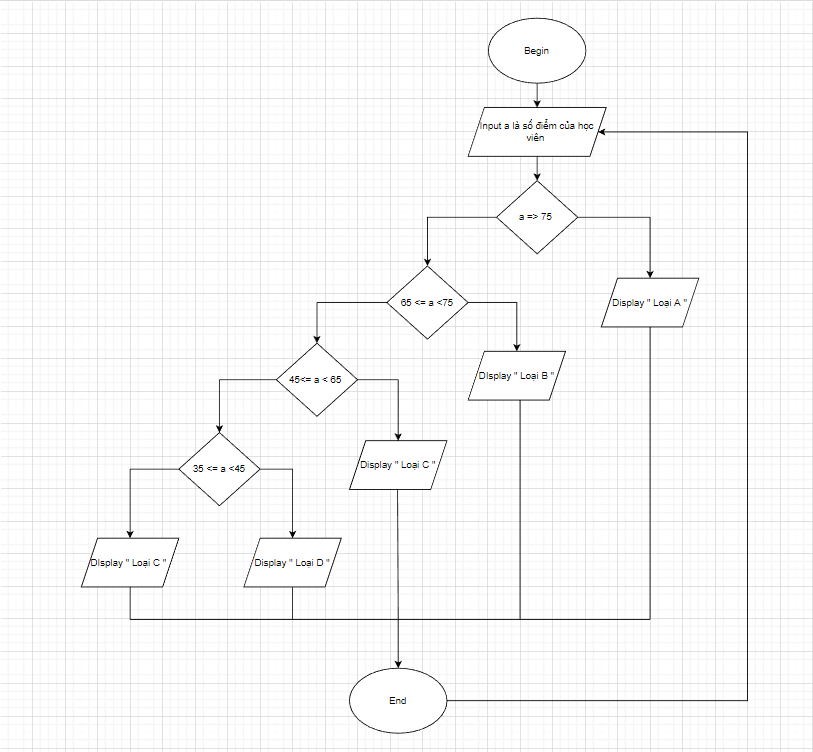 Begin
Input a là số điểm của học
viên
a => 75
65 <= a <75
Display " Loại A "
45<= a < 65
DIsplay " Loại B "
35 <= a <45
Display " Loại C "
DIsplay " Loại C "
Display " Loại D "
End